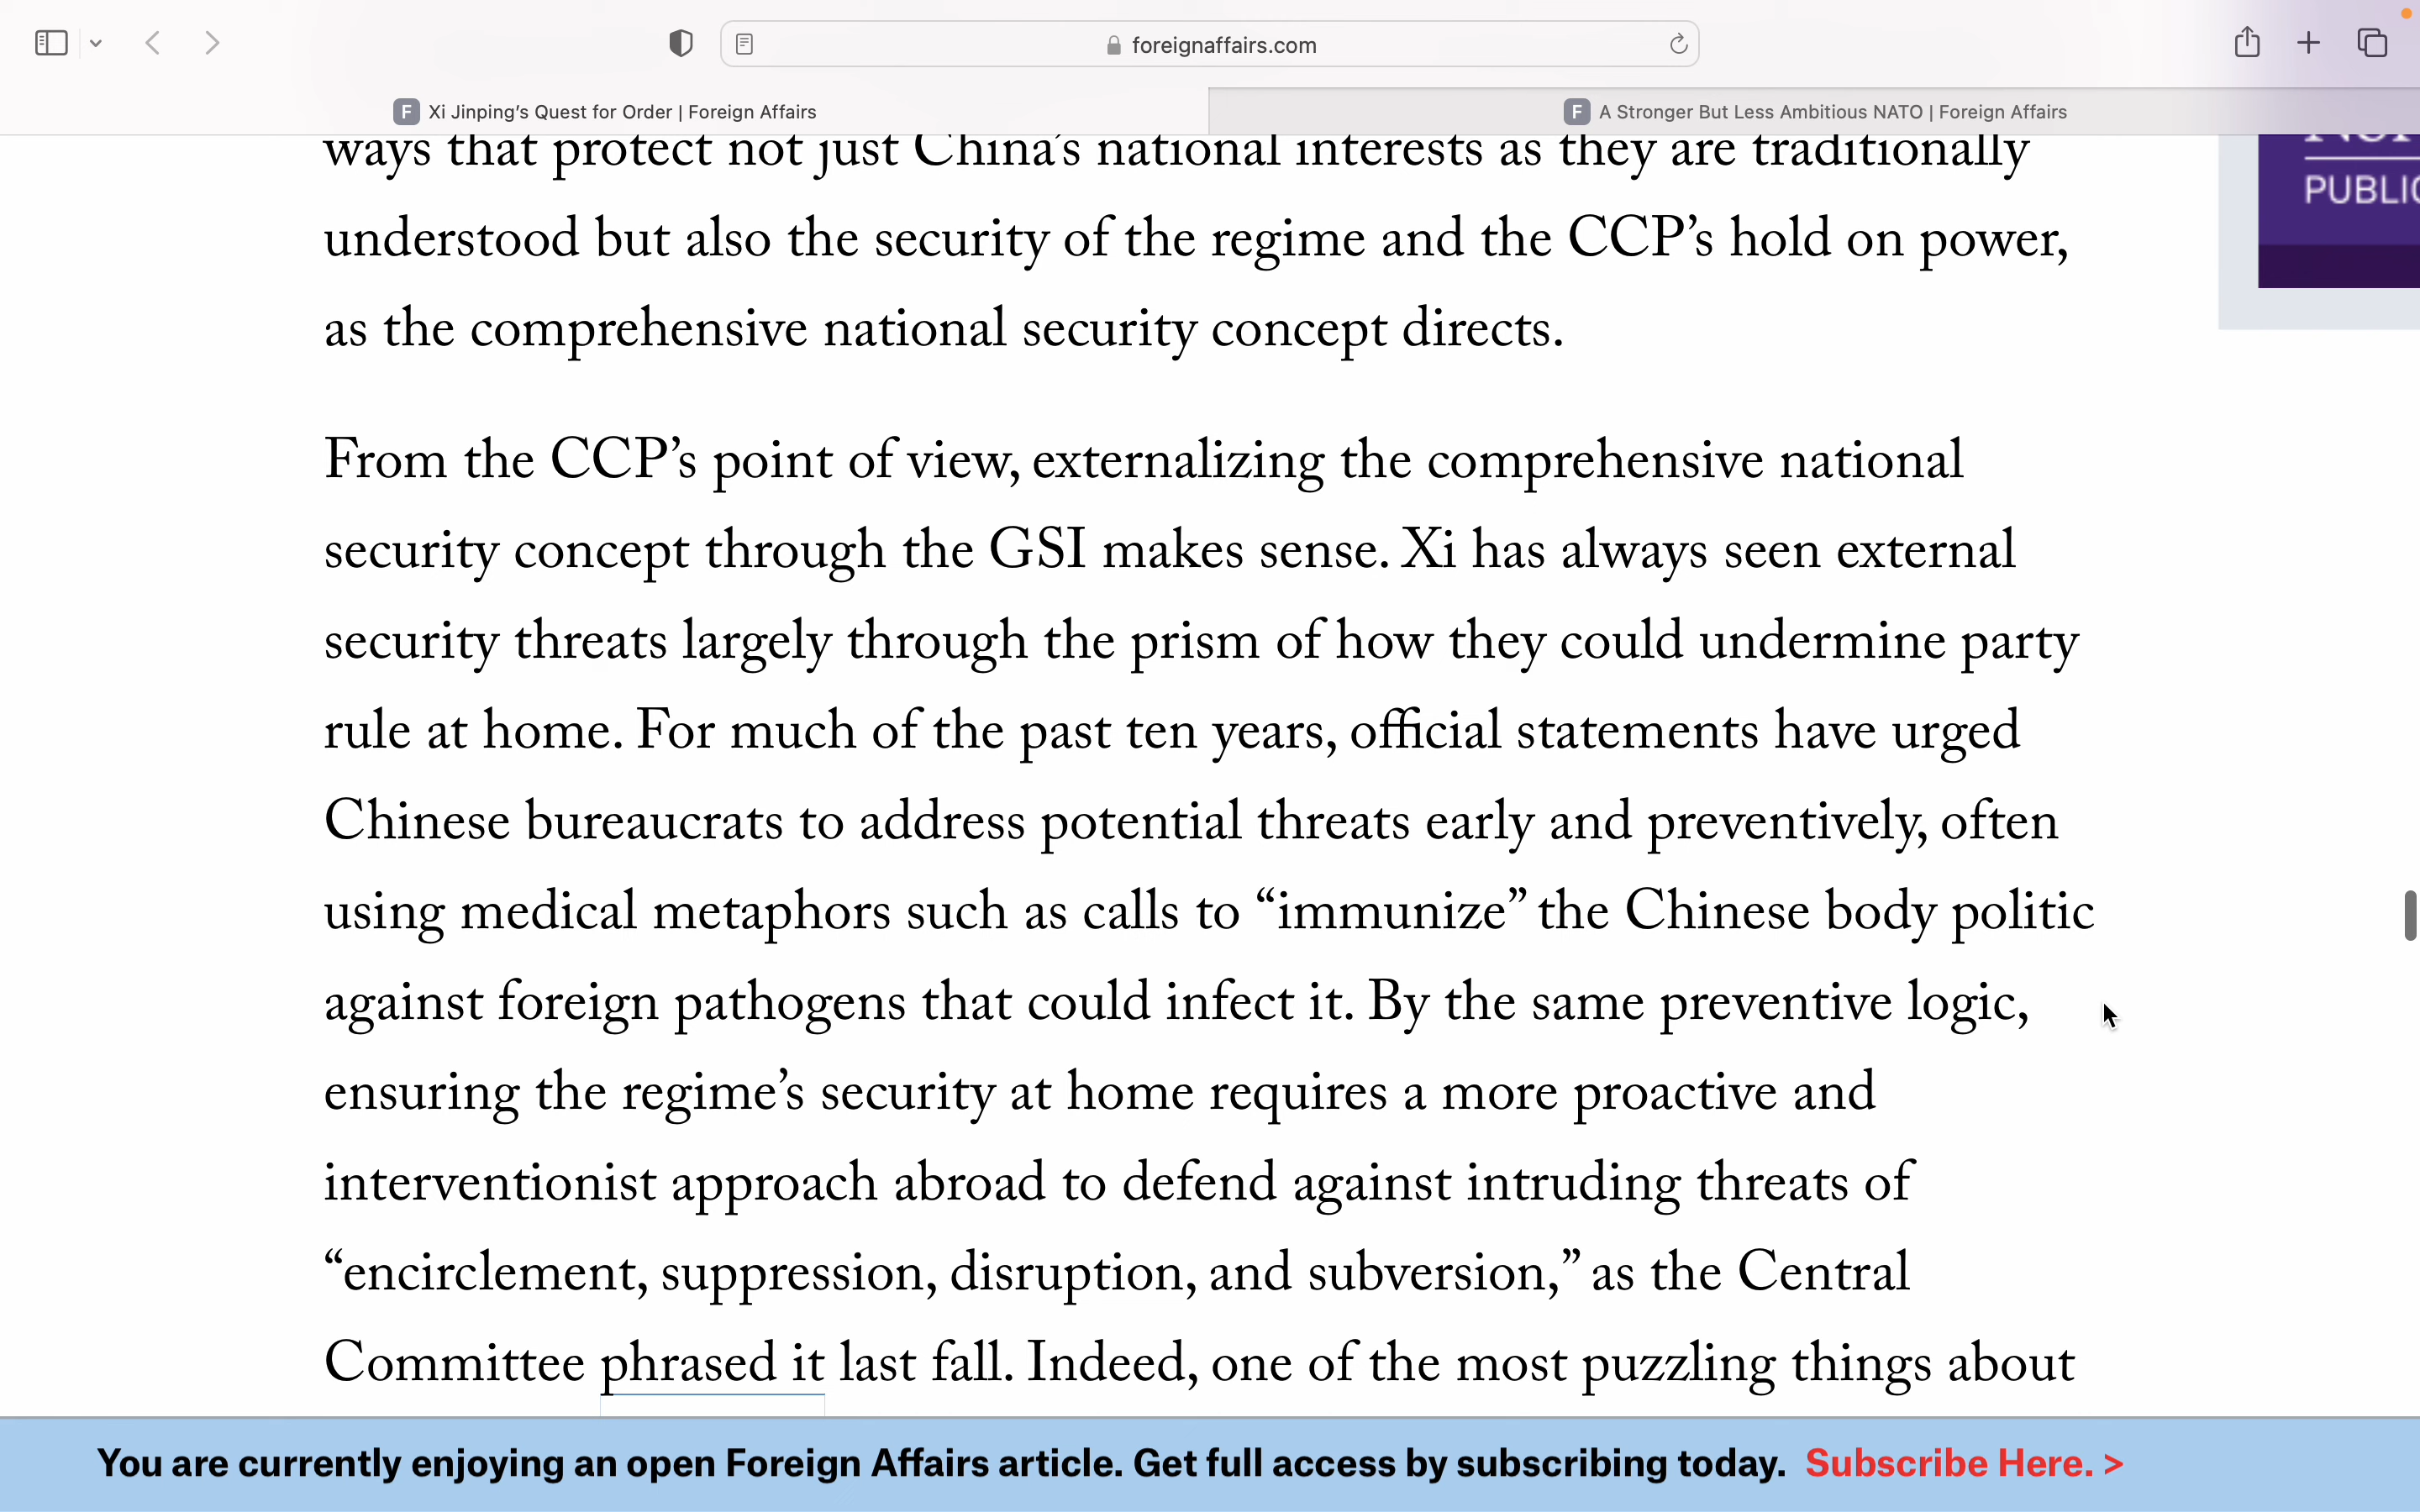 foreignaffairs.com
F Xi Jinping’s Quest for Order | Foreign Affairs
F A Stronger But Less Ambitious NATO | Foreign Affairs
ways that protect not just China’s national interests as they are traditionally
understood but also the security of the regime and the CCP’s hold on power,
as the comprehensive national security concept directs.
From the CCP’s point of view, externalizing the comprehensive national
security concept through the GSI makes sense. Xi has always seen external
security threats largely through the prism of how they could undermine party
rule at home. For much of the past ten years, official statements have urged
Chinese bureaucrats to address potential threats early and preventively, often
using medical metaphors such as calls to “immunize” the Chinese body politic
against foreign pathogens that could infect it. By the same preventive logic,
ensuring the regime’s security at home requires a more proactive and
interventionist approach abroad to defend against intruding threats of
“encirclement, suppression, disruption, and subversion,” as the Central
Committee phrased it last fall. Indeed, one of the most puzzling things about
You are currently enjoying an open Foreign Affairs article. Get full access by subscribing today. Subscribe Here. >